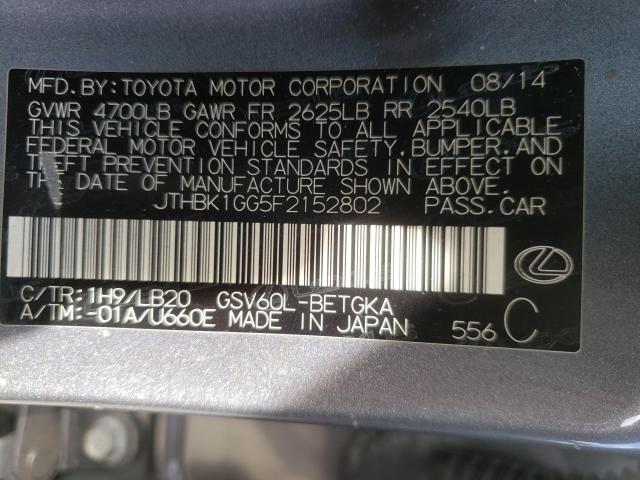 MFD. BY: TOYOTA MOTOR CORPORATION 08/14
GVWR 4700LB GAWR FR 2625LB RR 2540LB
THIS VEHICLE CONFORMS TO ALL APPLICABLE
FEDERAL MOTOR VEHICLE SAFETY, BUMPER, AND
THEFT PREVENTION STANDARDS IN EFFECT ON
THE DATE OF MANUFACTURE SHOWN ABOVE.
JTHBK1GG5F2152802 PASS. CAR
C/TR: 1H9/LB20 GSV60L-BETGKA
A/TM: -01A/U660E MADE IN JAPAN 556 C